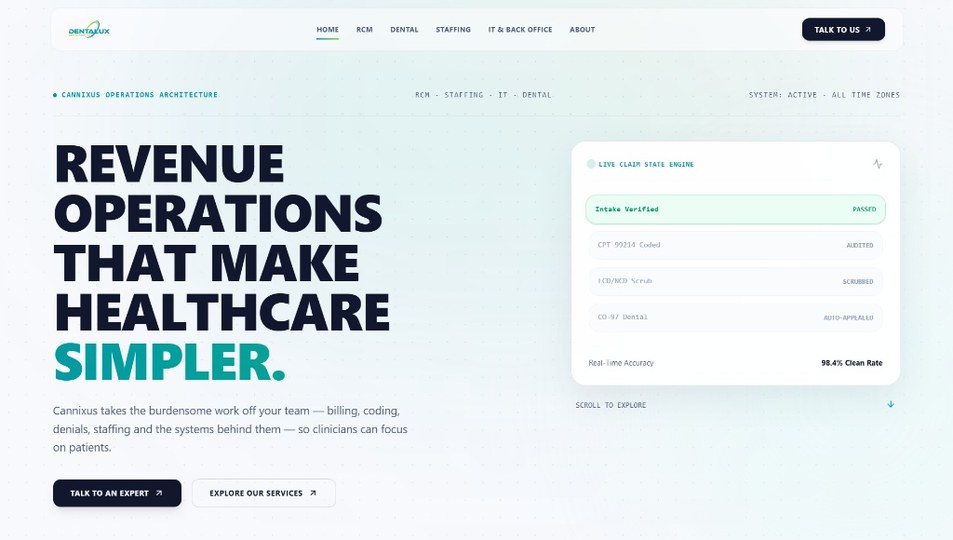 DENTALUX
HOME RCM DENTAL STAFFING IT & BACK OFFICE ABOUT
TALK TO US
CANNIXUS OPERATIONS ARCHITECTURE
RCM · STAFFING · IT · DENTAL
SYSTEM: ACTIVE · ALL TIME ZONES
REVENUE
OPERATIONS
THAT MAKE
HEALTHCARE
SIMPLER.
Cannixus takes the burdensome work off your team — billing, coding,
denials, staffing and the systems behind them — so clinicians can focus
on patients.
TALK TO AN EXPERT
EXPLORE OUR SERVICES
LIVE CLAIM STATE ENGINE
Intake Verified PASSED
CPT 99214 Coded AUDITED
LCD/NCD Scrub SCRUBBED
CO-97 Denial AUTO-APPEALED
Real-Time Accuracy 98.4% Clean Rate
SCROLL TO EXPLORE